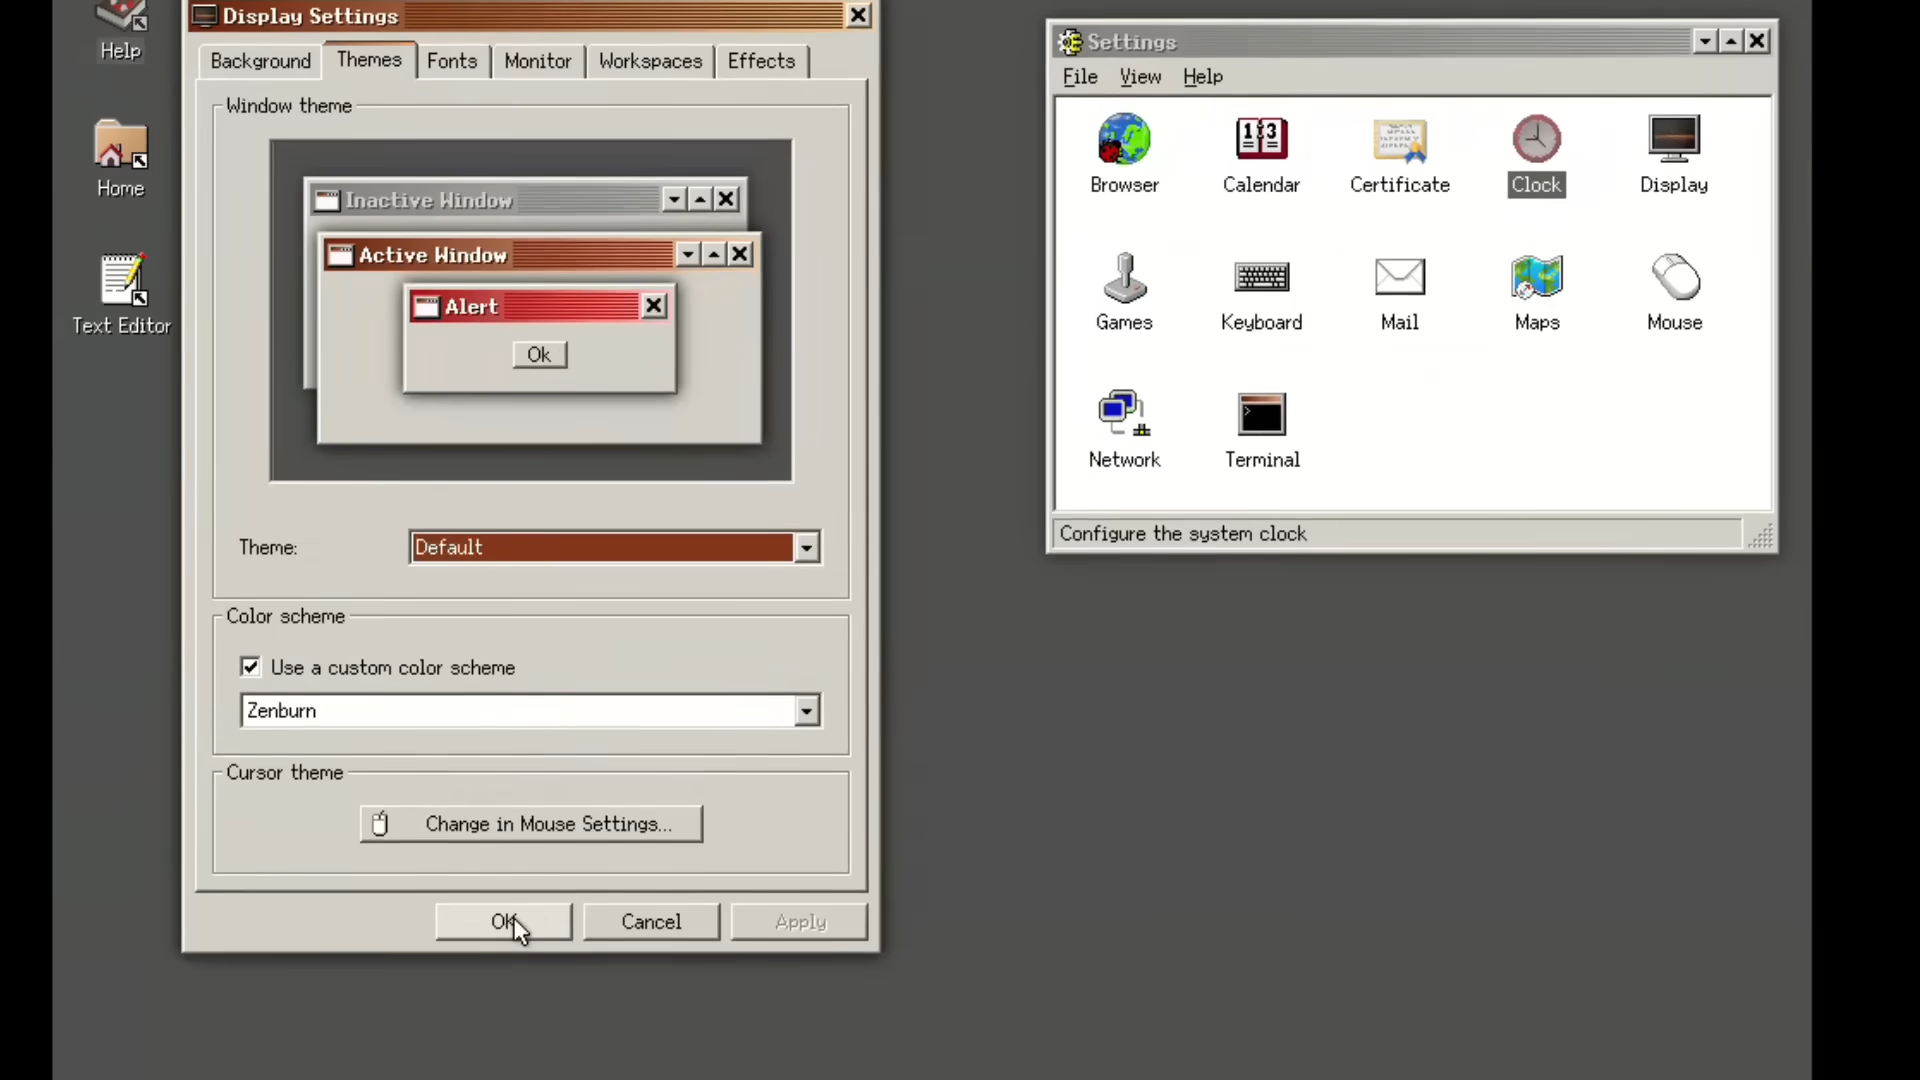 Help
Home
Text Editor
Display Settings
Background Themes Fonts Monitor Workspaces Effects
Window theme
Inactive Window
Active Window
Alert
Ok
Theme: Default
Color scheme
Use a custom color scheme
Zenburn
Cursor theme
Change in Mouse Settings...
OK Cancel Apply
Settings
File View Help
Browser Calendar Certificate Clock Display
Games Keyboard Mail Maps Mouse
Network Terminal
Configure the system clock